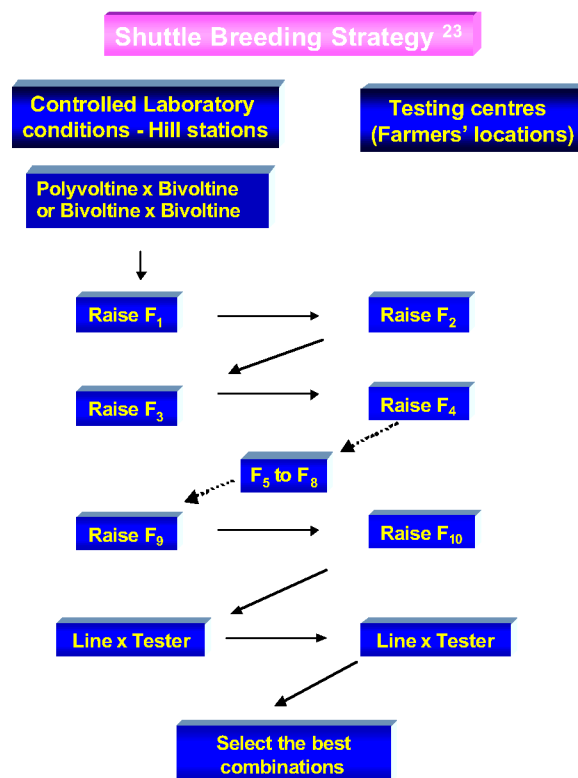 Shuttle Breeding Strategy 23
Controlled Laboratory
conditions - Hill stations
Testing centres
(Farmers’ locations)
Polyvoltine x Bivoltine
or Bivoltine x Bivoltine
Raise F1
Raise F2
Raise F3
Raise F4
F5 to F8
Raise F9
Raise F10
Line x Tester
Line x Tester
Select the best
combinations